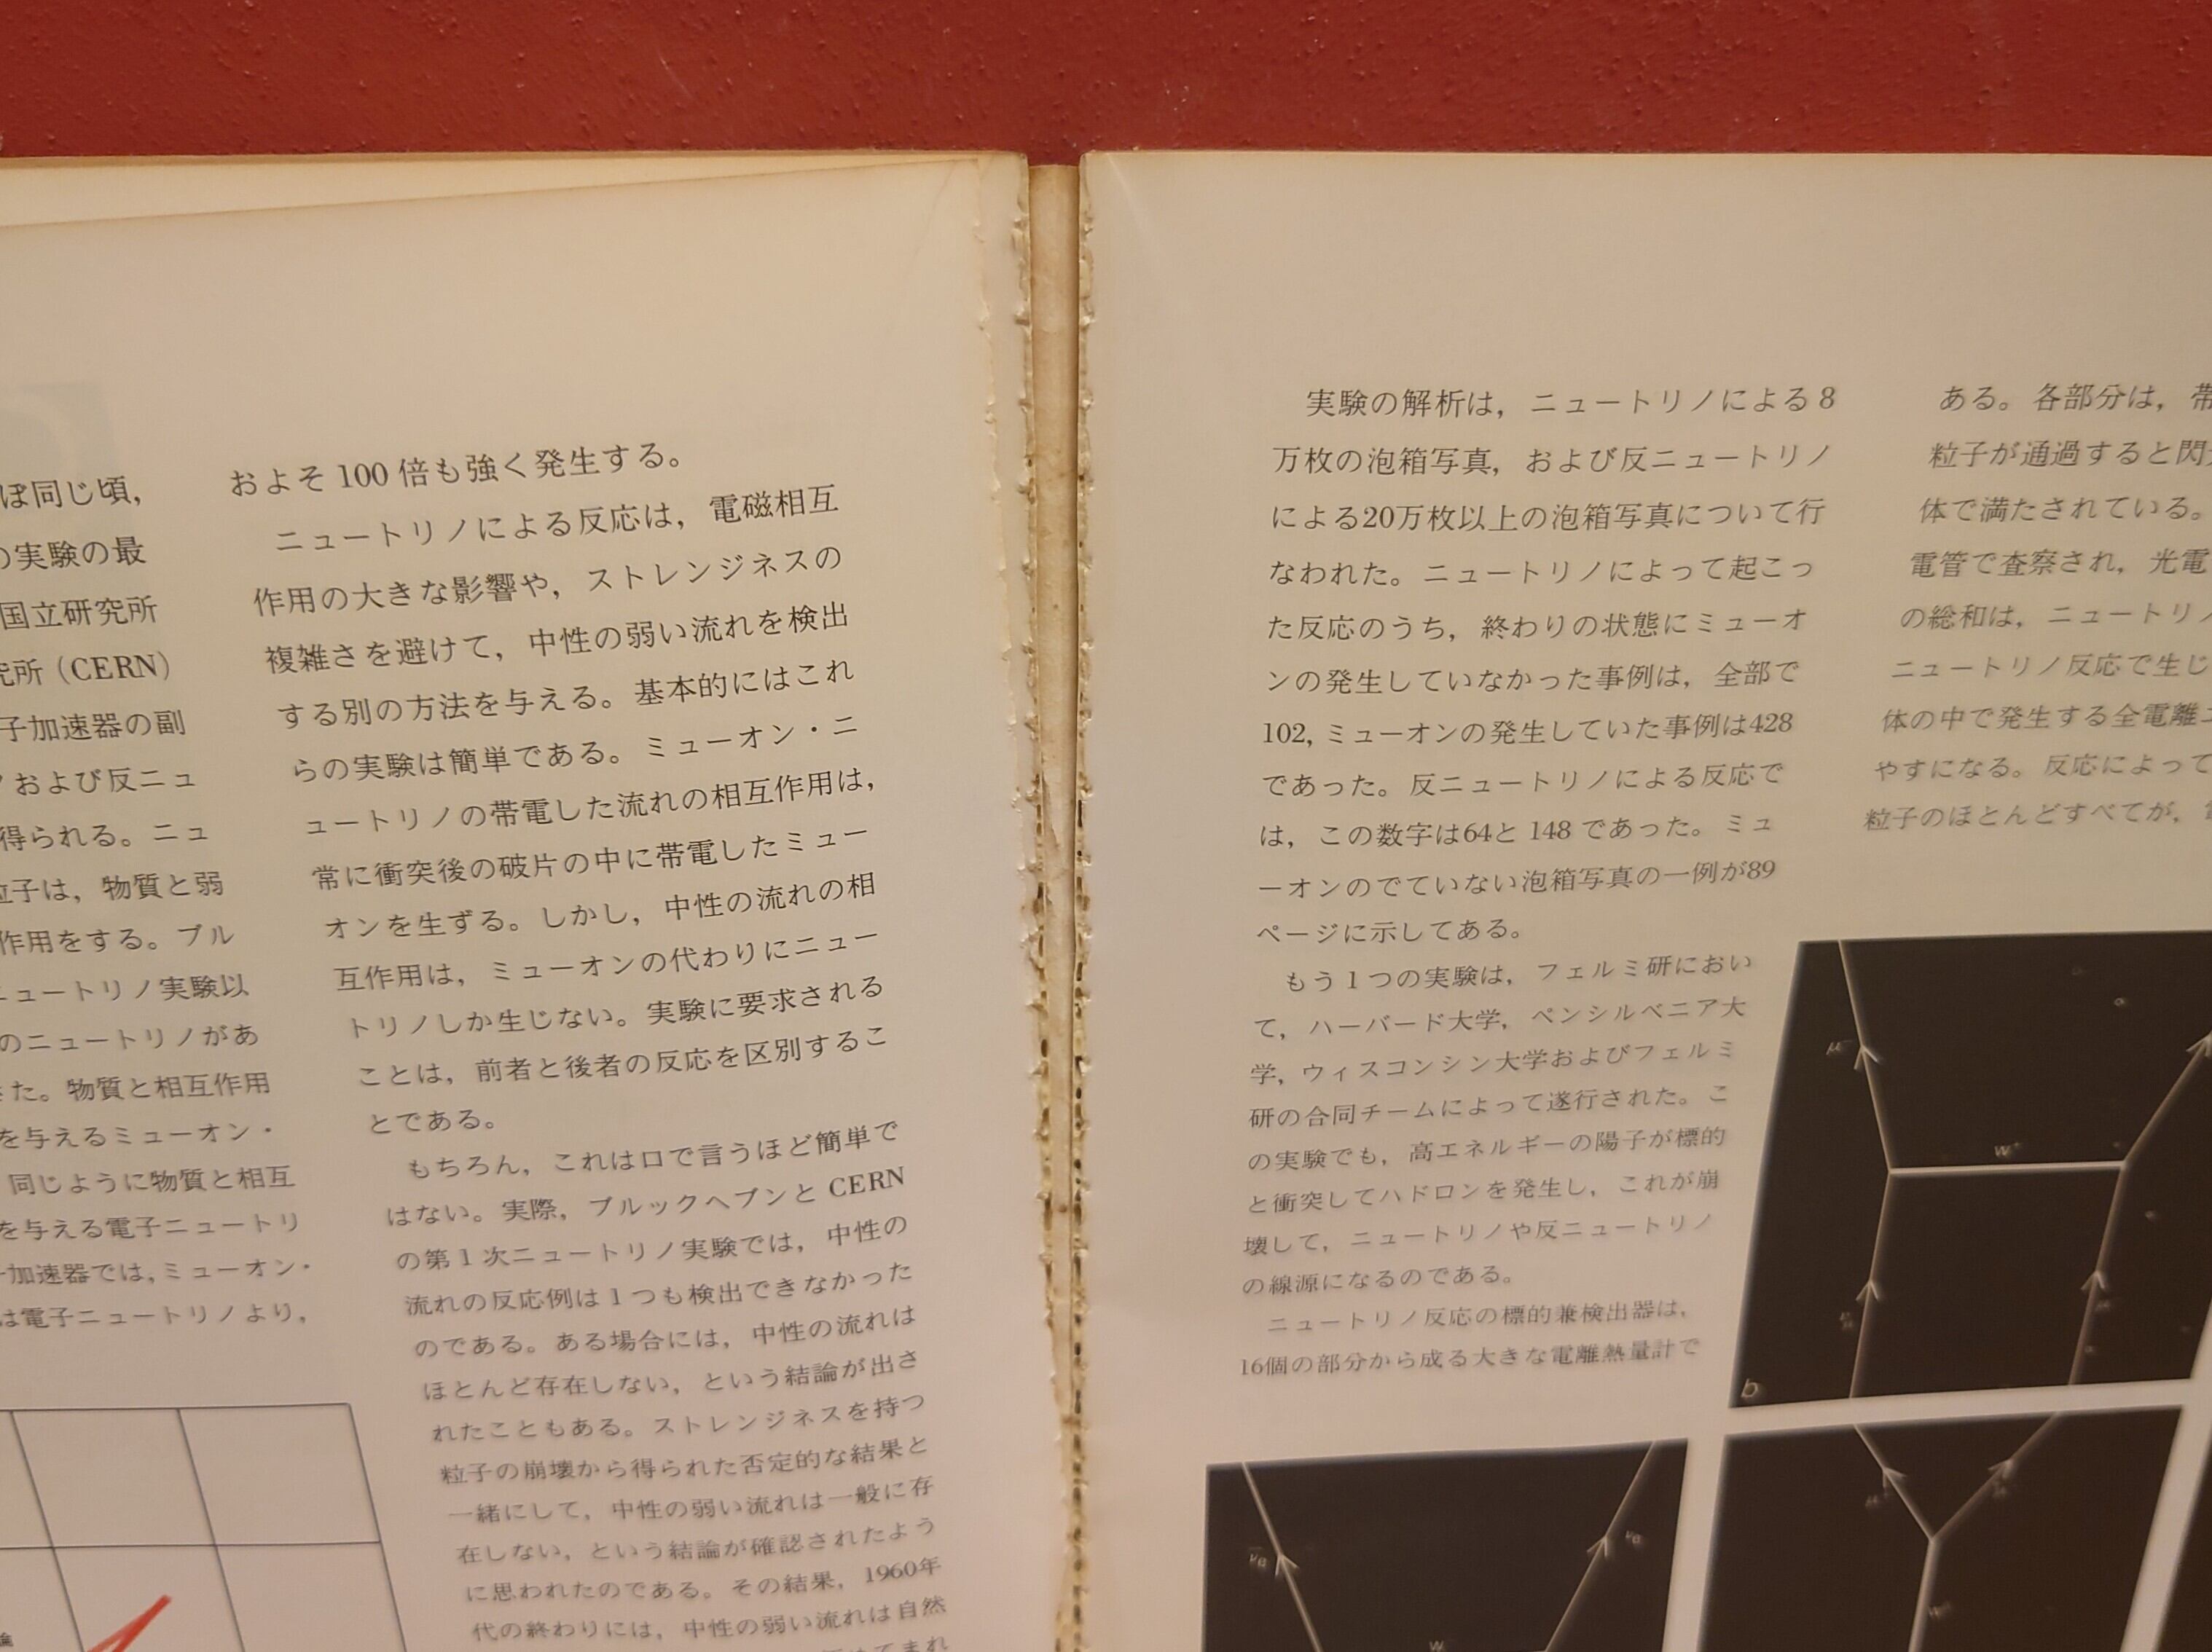 ぼ同じ頃,
の実験の最
国立研究所
究所（CERN）
子加速器の副
および反ニュ
得られる。ニュ
粒子は，物質と弱
作用をする。ブル
ニュートリノ実験以
のニュートリノがあ
きた。物質と相互作用
を与えるミューオン・
同じように物質と相互
を与える電子ニュートリ
加速器では,ミューオン・
は電子ニュートリノより，
およそ 100 倍も強く発生する。
ニュートリノによる反応は，電磁相互
作用の大きな影響や，ストレンジネスの
複雑さを避けて，中性の弱い流れを検出
する別の方法を与える。基本的にはこれ
らの実験は簡単である。ミューオン・ニ
ュートリノの帯電した流れの相互作用は，
常に衝突後の破片の中に帯電したミュー
オンを生ずる。しかし，中性の流れの相
互作用は，ミューオンの代わりにニュー
トリノしか生じない。実験に要求される
ことは，前者と後者の反応を区別するこ
とである。
もちろん，これは口で言うほど簡単で
はない。実際，ブルックヘブンと CERN
の第 1 次ニュートリノ実験では，中性の
流れの反応例は 1 つも検出できなかった
のである。ある場合には，中性の流れは
ほとんど存在しない，という結論が出さ
れたこともある。ストレンジネスを持つ
粒子の崩壊から得られた否定的な結果と
一緒にして，中性の弱い流れは一般に存
在しない，という結論が確認されたよう
に思われたのである。その結果，1960年
代の終わりには，中性の弱い流れは自然
論
実験の解析は，ニュートリノによる 8
万枚の泡箱写真，および反ニュートリノ
による20万枚以上の泡箱写真について行
なわれた。ニュートリノによって起こっ
た反応のうち，終わりの状態にミューオ
ンの発生していなかった事例は，全部で
102, ミューオンの発生していた事例は428
であった。反ニュートリノによる反応で
は，この数字は64と 148 であった。ミュ
ーオンのでていない泡箱写真の一例が89
ページに示してある。
もう 1 つの実験は，フェルミ研におい
て，ハーバード大学，ペンシルベニア大
学，ウィスコンシン大学およびフェルミ
研の合同チームによって遂行された。こ
の実験でも，高エネルギーの陽子が標的
と衝突してハドロンを発生し，これが崩
壊して，ニュートリノや反ニュートリノ
の線源になるのである。
ニュートリノ反応の標的兼検出器は，
16個の部分から成る大きな電離熱量計で
ある。各部分は，帯
粒子が通過すると閃
体で満たされている。
電管で査察され，光電
の総和は，ニュートリノ
ニュートリノ反応で生じ
体の中で発生する全電離エ
やすになる。反応によって
粒子のほとんどすべてが，電
μ⁻
W⁺
b